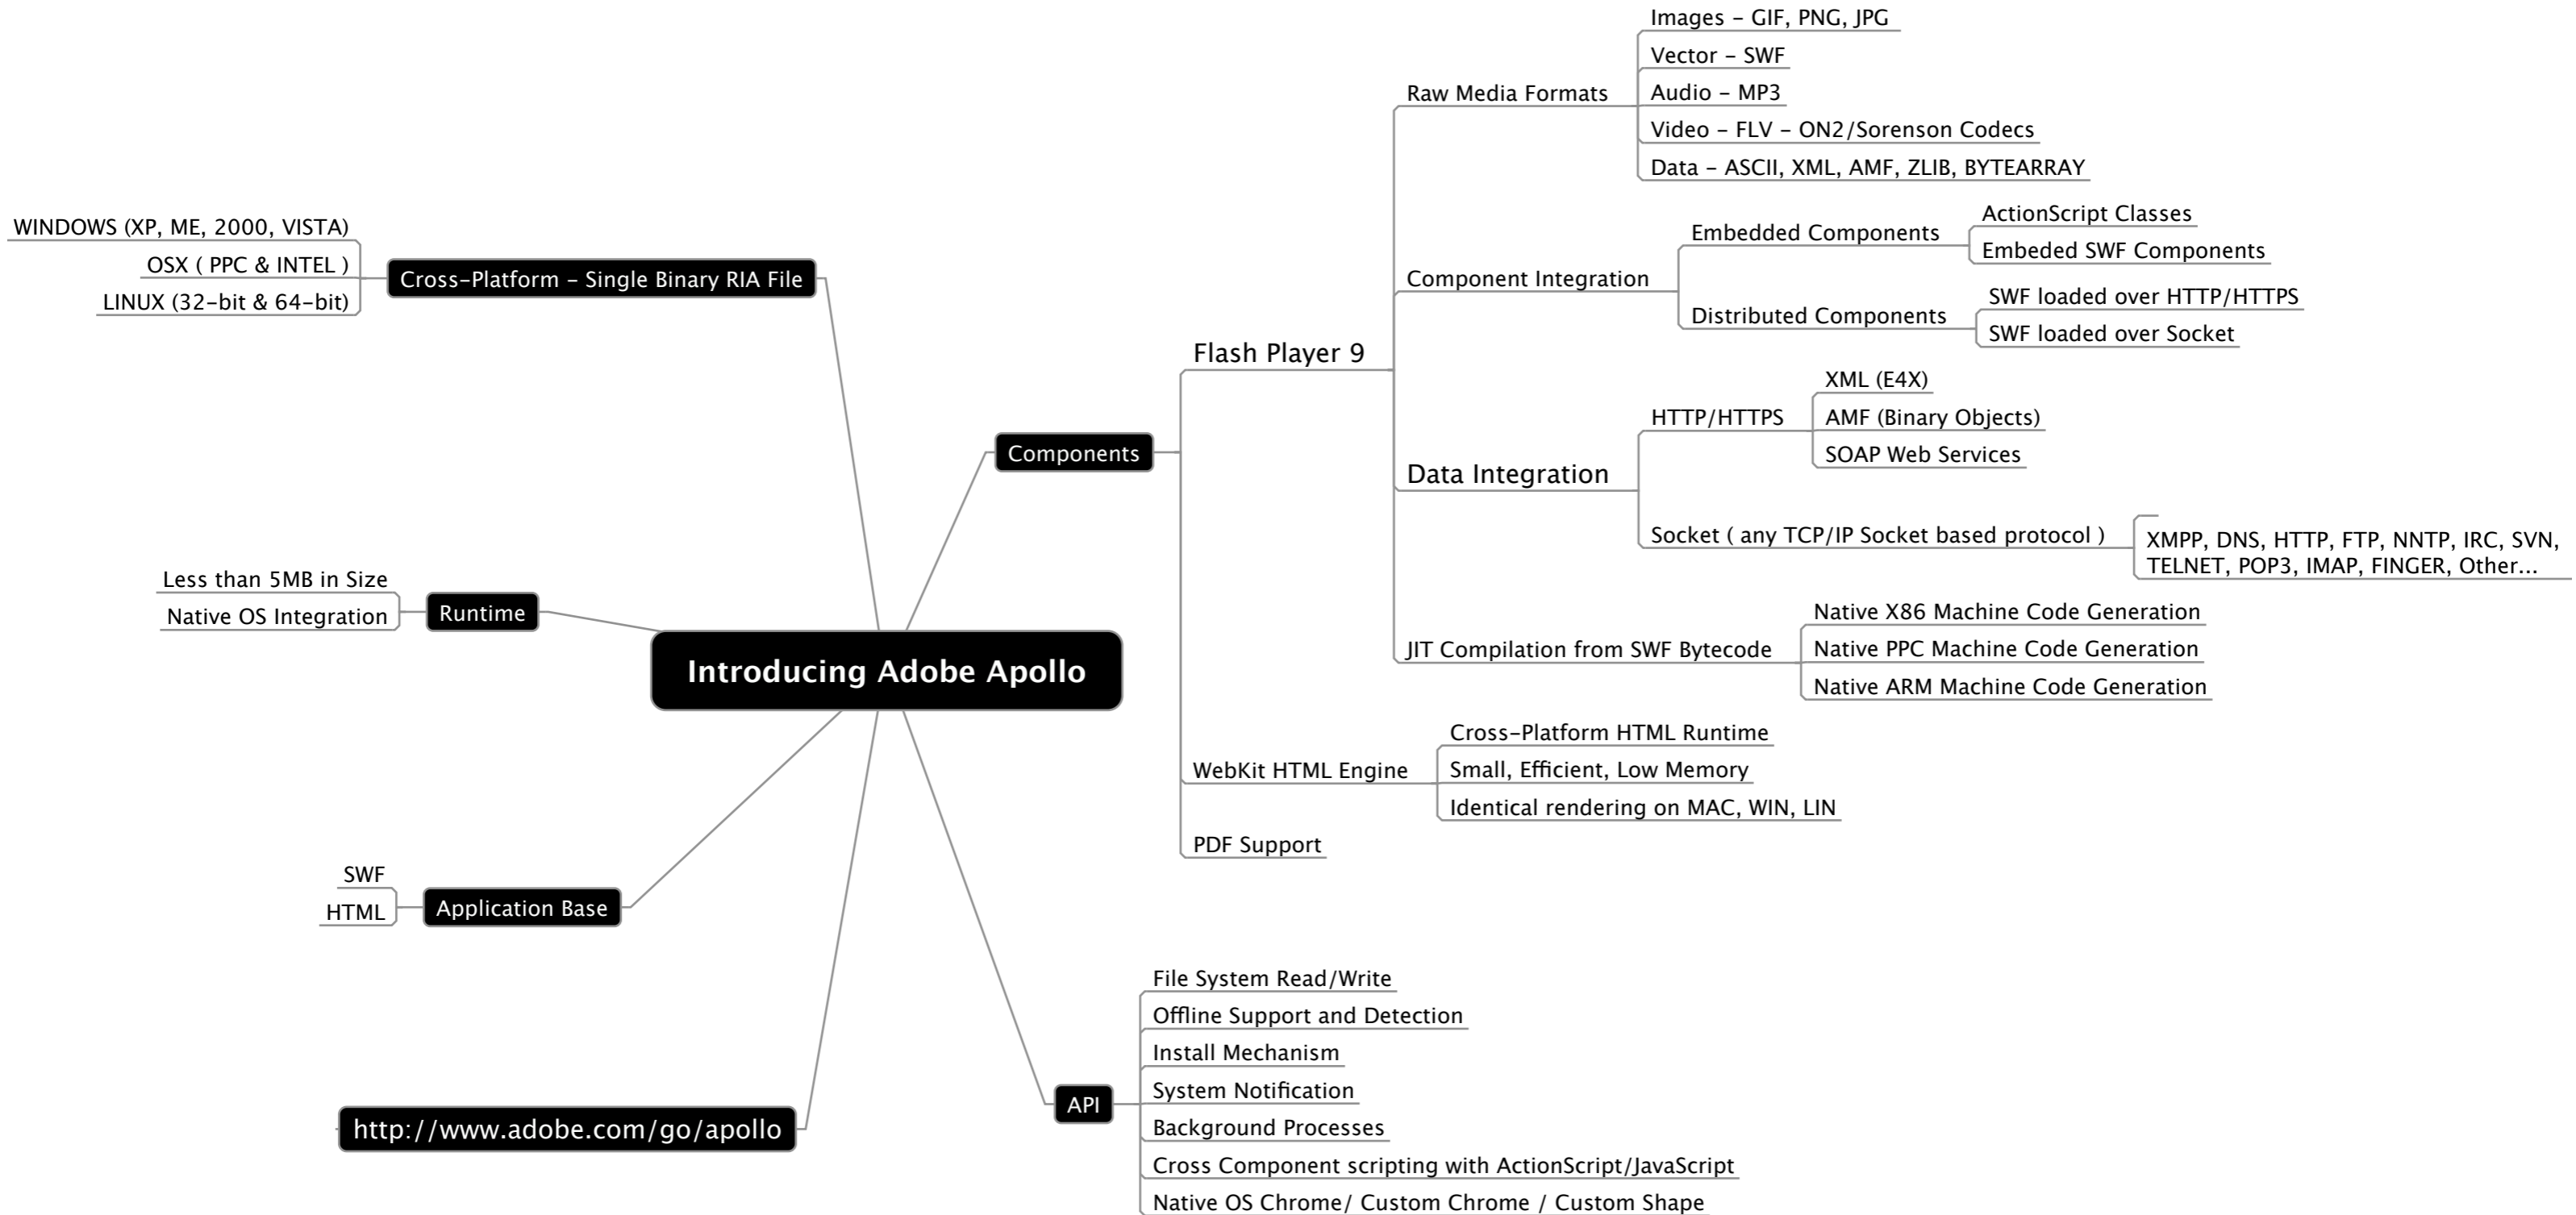 Introducing Adobe Apollo
Cross-Platform - Single Binary RIA File
WINDOWS (XP, ME, 2000, VISTA)
OSX ( PPC & INTEL )
LINUX (32-bit & 64-bit)
Runtime
Less than 5MB in Size
Native OS Integration
Application Base
SWF
HTML
http://www.adobe.com/go/apollo
Components
Flash Player 9
Raw Media Formats
Images - GIF, PNG, JPG
Vector - SWF
Audio - MP3
Video - FLV - ON2/Sorenson Codecs
Data - ASCII, XML, AMF, ZLIB, BYTEARRAY
Component Integration
Embedded Components
ActionScript Classes
Embeded SWF Components
Distributed Components
SWF loaded over HTTP/HTTPS
SWF loaded over Socket
Data Integration
HTTP/HTTPS
XML (E4X)
AMF (Binary Objects)
SOAP Web Services
Socket ( any TCP/IP Socket based protocol )
XMPP, DNS, HTTP, FTP, NNTP, IRC, SVN,
TELNET, POP3, IMAP, FINGER, Other...
JIT Compilation from SWF Bytecode
Native X86 Machine Code Generation
Native PPC Machine Code Generation
Native ARM Machine Code Generation
WebKit HTML Engine
Cross-Platform HTML Runtime
Small, Efficient, Low Memory
Identical rendering on MAC, WIN, LIN
PDF Support
API
File System Read/Write
Offline Support and Detection
Install Mechanism
System Notification
Background Processes
Cross Component scripting with ActionScript/JavaScript
Native OS Chrome/ Custom Chrome / Custom Shape